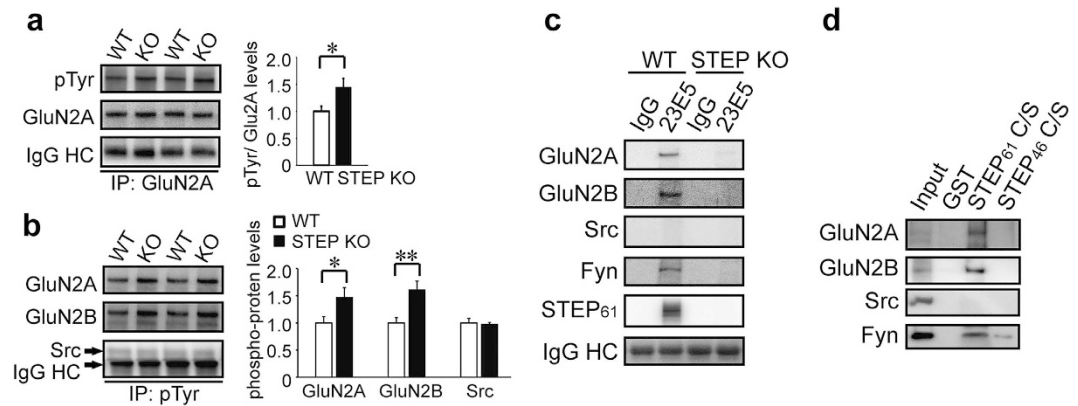 a
WT KO WT KO
pTyr
GluN2A
IgG HC
IP: GluN2A
pTyr/ Glu2A levels
2.0
1.5
1.0
0.5
0.0
*
WT STEP KO
b
WT KO WT KO
GluN2A
GluN2B
Src
IgG HC
IP: pTyr
WT
STEP KO
phospho-proten levels
2.0
1.5
1.0
1.5
0.0
*
**
GluN2A GluN2B Src
c
WT STEP KO
IgG 23E5 IgG 23E5
GluN2A
GluN2B
Src
Fyn
STEP61
IgG HC
d
Input GST STEP61 C/S STEP46 C/S
GluN2A
GluN2B
Src
Fyn